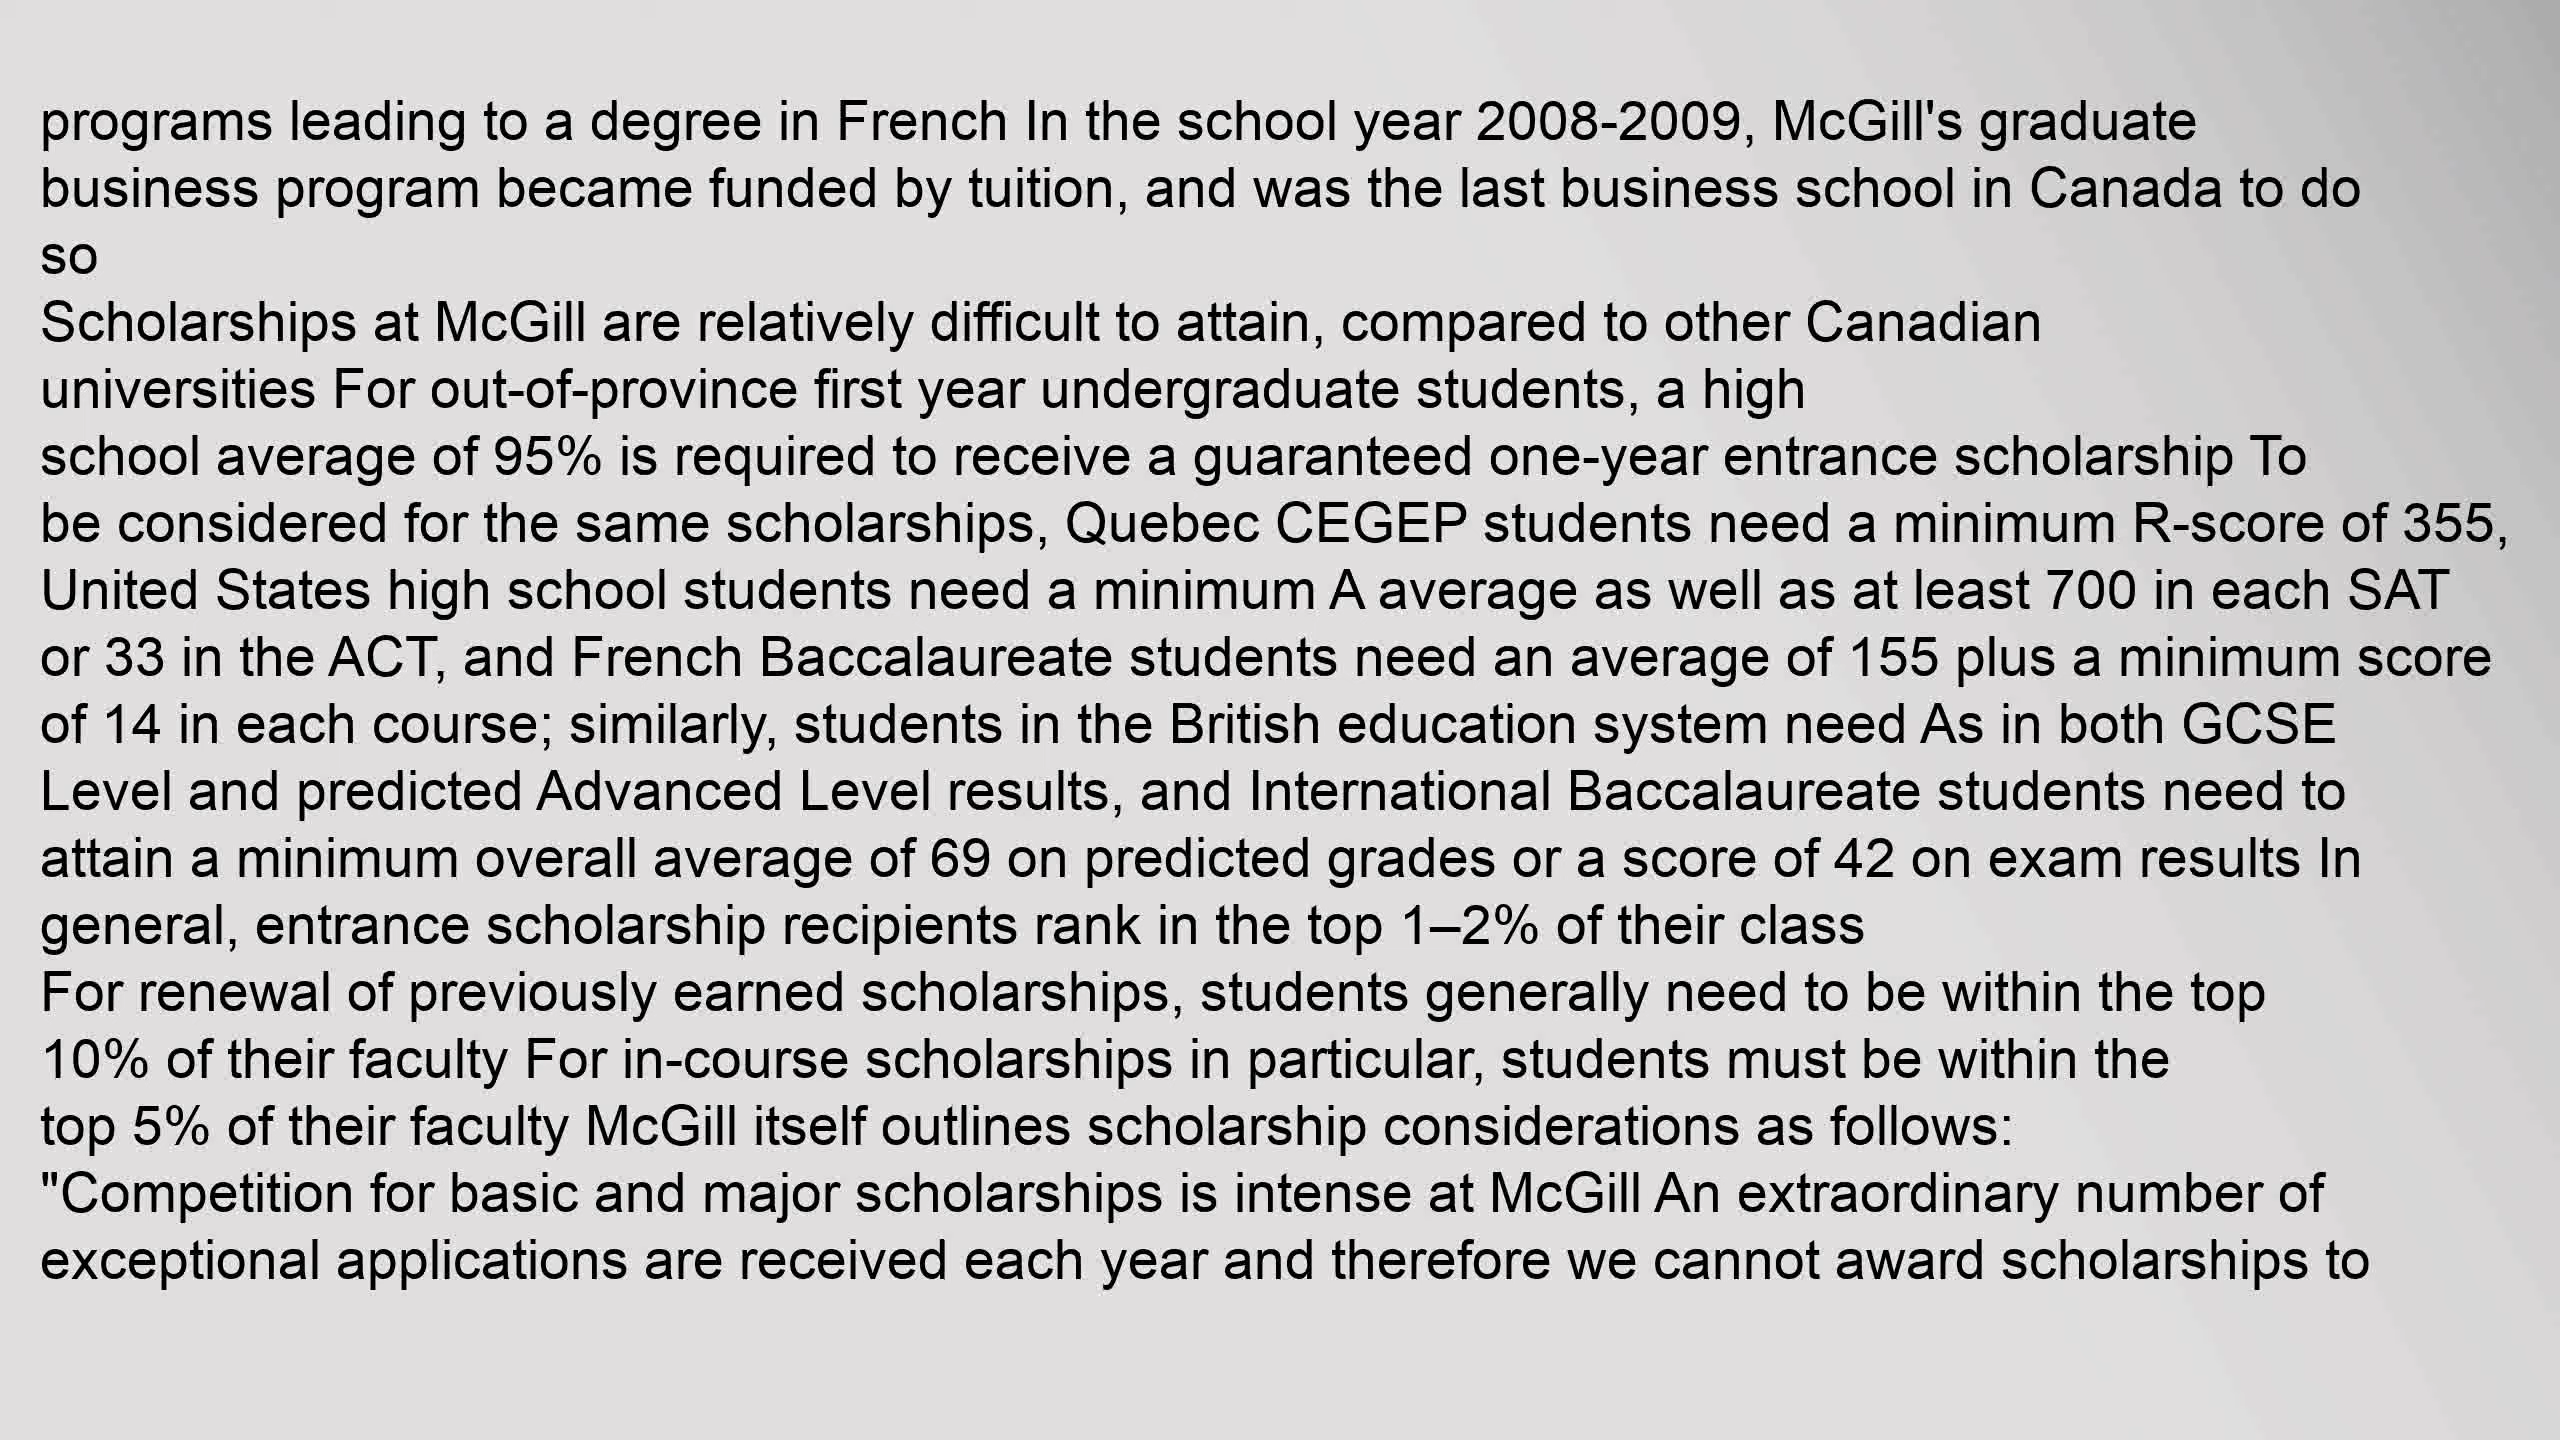 programs leading to a degree in French In the school year 2008-2009, McGill's graduate
business program became funded by tuition, and was the last business school in Canada to do
so
Scholarships at McGill are relatively difficult to attain, compared to other Canadian
universities For out-of-province first year undergraduate students, a high
school average of 95% is required to receive a guaranteed one-year entrance scholarship To
be considered for the same scholarships, Quebec CEGEP students need a minimum R-score of 355,
United States high school students need a minimum A average as well as at least 700 in each SAT
or 33 in the ACT, and French Baccalaureate students need an average of 155 plus a minimum score
of 14 in each course; similarly, students in the British education system need As in both GCSE
Level and predicted Advanced Level results, and International Baccalaureate students need to
attain a minimum overall average of 69 on predicted grades or a score of 42 on exam results In
general, entrance scholarship recipients rank in the top 1–2% of their class
For renewal of previously earned scholarships, students generally need to be within the top
10% of their faculty For in-course scholarships in particular, students must be within the
top 5% of their faculty McGill itself outlines scholarship considerations as follows:
"Competition for basic and major scholarships is intense at McGill An extraordinary number of
exceptional applications are received each year and therefore we cannot award scholarships to